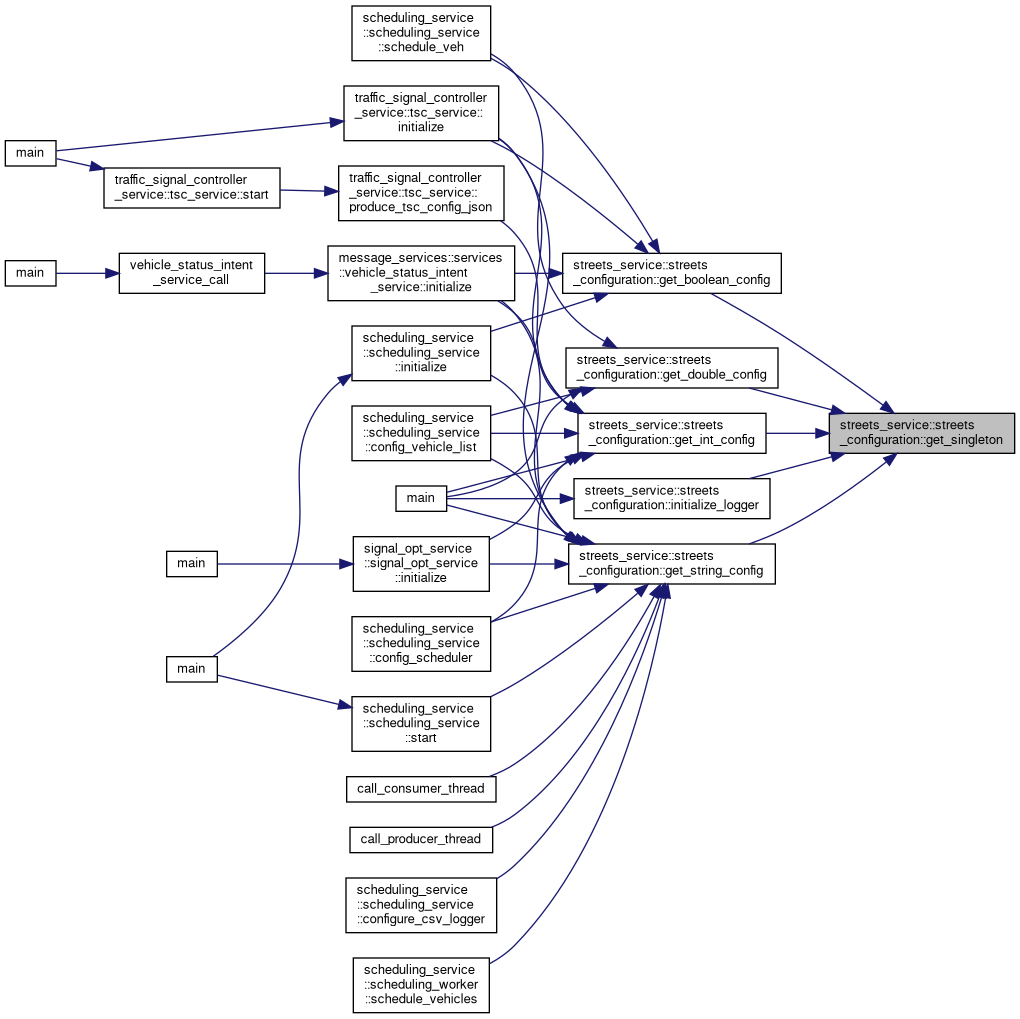 scheduling_service
::scheduling_service
::schedule_veh
traffic_signal_controller
_service::tsc_service::
initialize
main
traffic_signal_controller
_service::tsc_service::start
traffic_signal_controller
_service::tsc_service::
produce_tsc_config_json
main
vehicle_status_intent
_service_call
message_services::services
::vehicle_status_intent
_service::initialize
streets_service::streets
_configuration::get_boolean_config
scheduling_service
::scheduling_service
::initialize
streets_service::streets
_configuration::get_double_config
scheduling_service
::scheduling_service
::config_vehicle_list
streets_service::streets
_configuration::get_int_config
streets_service::streets
_configuration::get_singleton
main
streets_service::streets
_configuration::initialize_logger
main
signal_opt_service
::signal_opt_service
::initialize
streets_service::streets
_configuration::get_string_config
scheduling_service
::scheduling_service
::config_scheduler
main
scheduling_service
::scheduling_service
::start
call_consumer_thread
call_producer_thread
scheduling_service
::scheduling_service
::configure_csv_logger
scheduling_service
::scheduling_worker
::schedule_vehicles